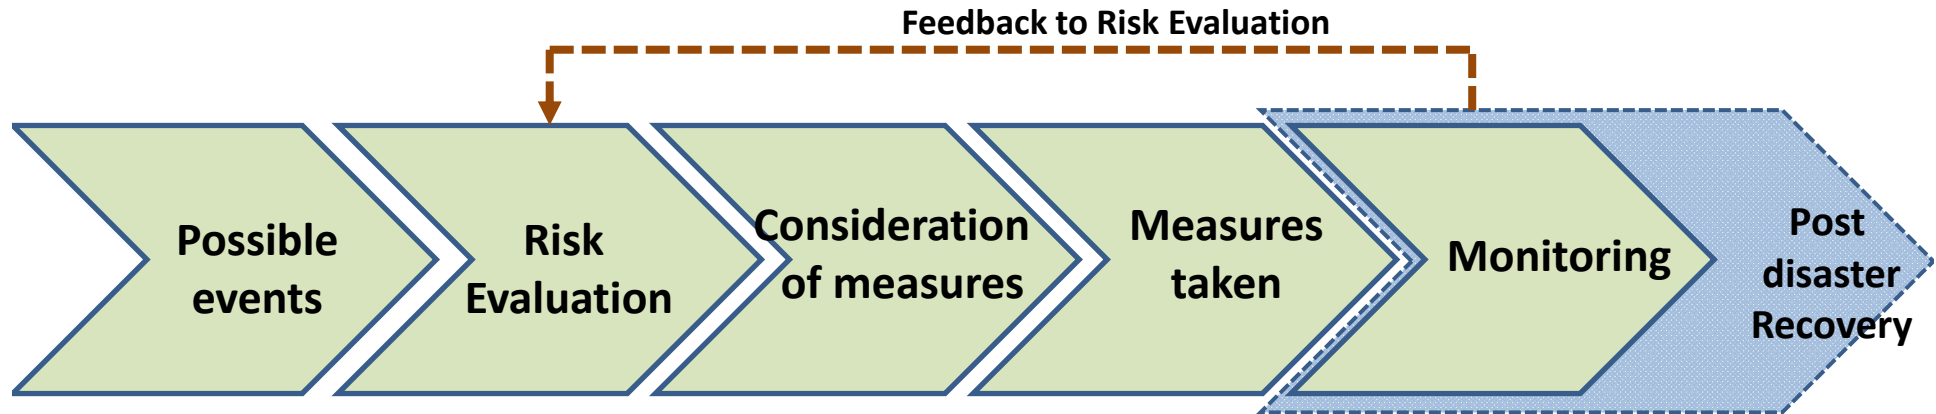 Feedback to Risk Evaluation
Possible
events
Risk
Evaluation
Consideration
of measures
Measures
taken
Monitoring
Post
disaster
Recovery